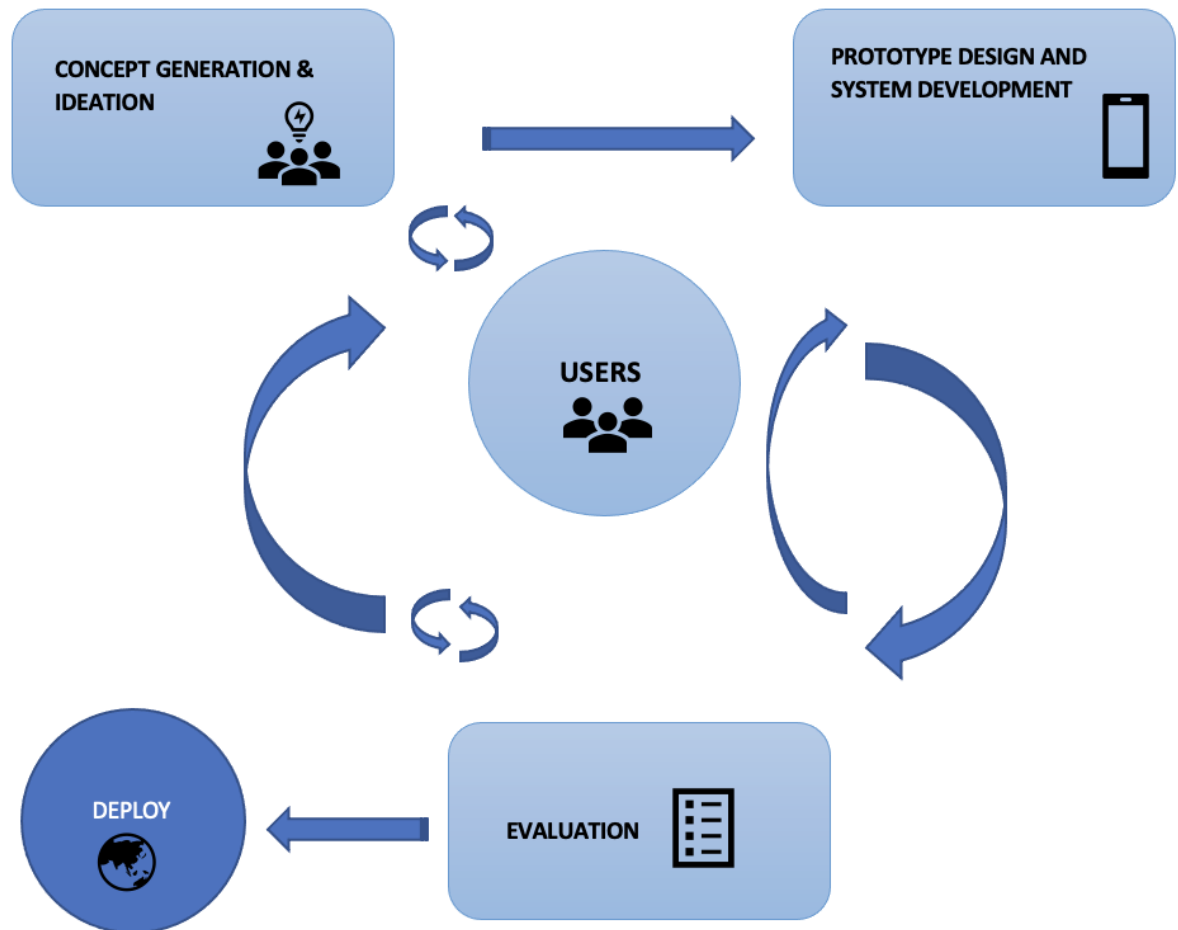 CONCEPT GENERATION &
IDEATION
PROTOTYPE DESIGN AND
SYSTEM DEVELOPMENT
USERS
DEPLOY
EVALUATION